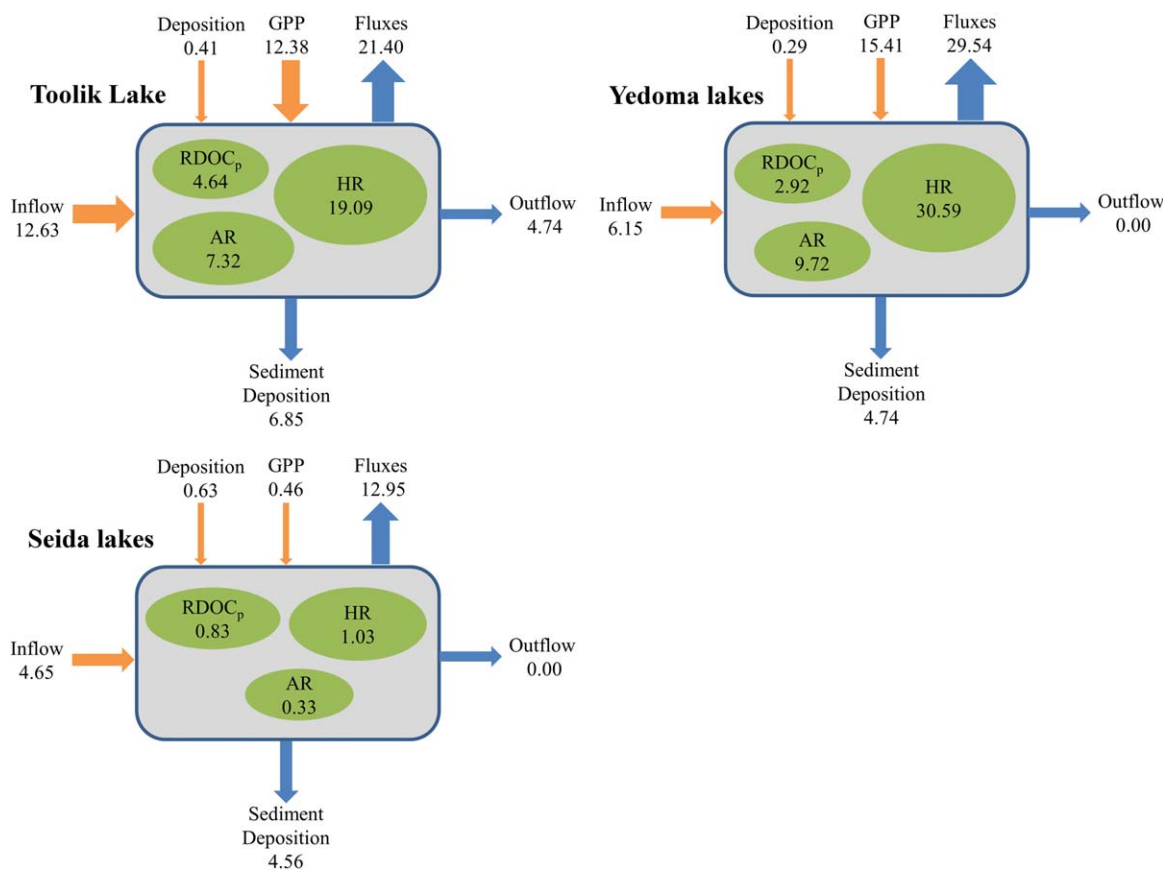 Toolik Lake
Deposition
0.41
GPP
12.38
Fluxes
21.40
RDOCp
4.64
HR
19.09
AR
7.32
Inflow
12.63
Outflow
4.74
Sediment
Deposition
6.85
Yedoma lakes
Deposition
0.29
GPP
15.41
Fluxes
29.54
RDOCp
2.92
HR
30.59
AR
9.72
Inflow
6.15
Outflow
0.00
Sediment
Deposition
4.74
Seida lakes
Deposition
0.63
GPP
0.46
Fluxes
12.95
RDOCp
0.83
HR
1.03
AR
0.33
Inflow
4.65
Outflow
0.00
Sediment
Deposition
4.56